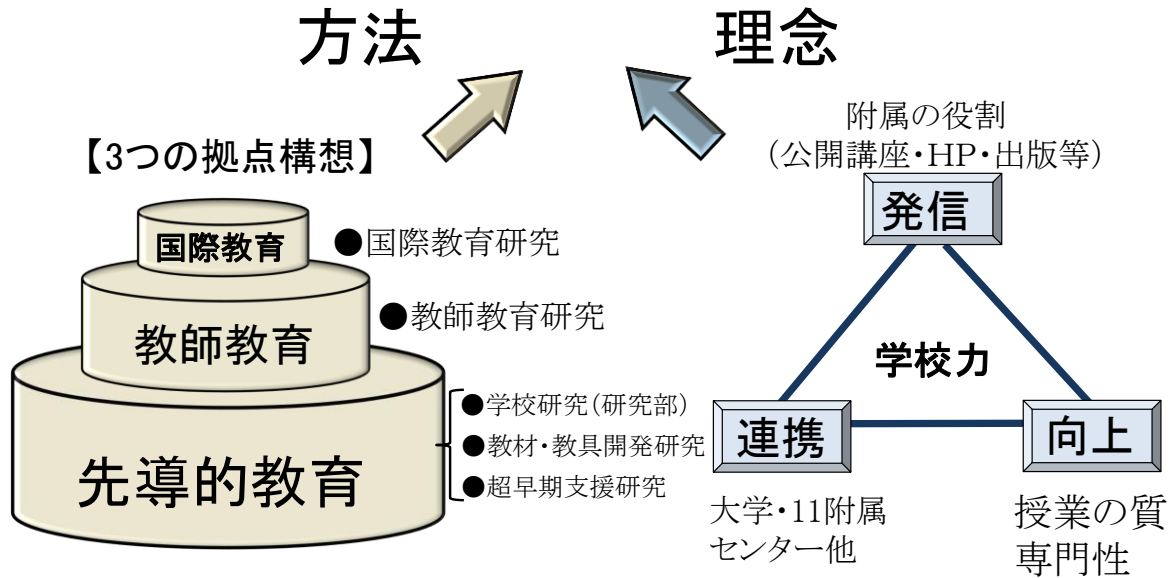 方法
理念
【3つの拠点構想】
国際教育
●国際教育研究
教師教育
●教師教育研究
先導的教育
●学校研究(研究部)
●教材・教具開発研究
●超早期支援研究
附属の役割
(公開講座・HP・出版等)
発信
学校力
連携
向上
大学・11附属
センター他
授業の質
専門性